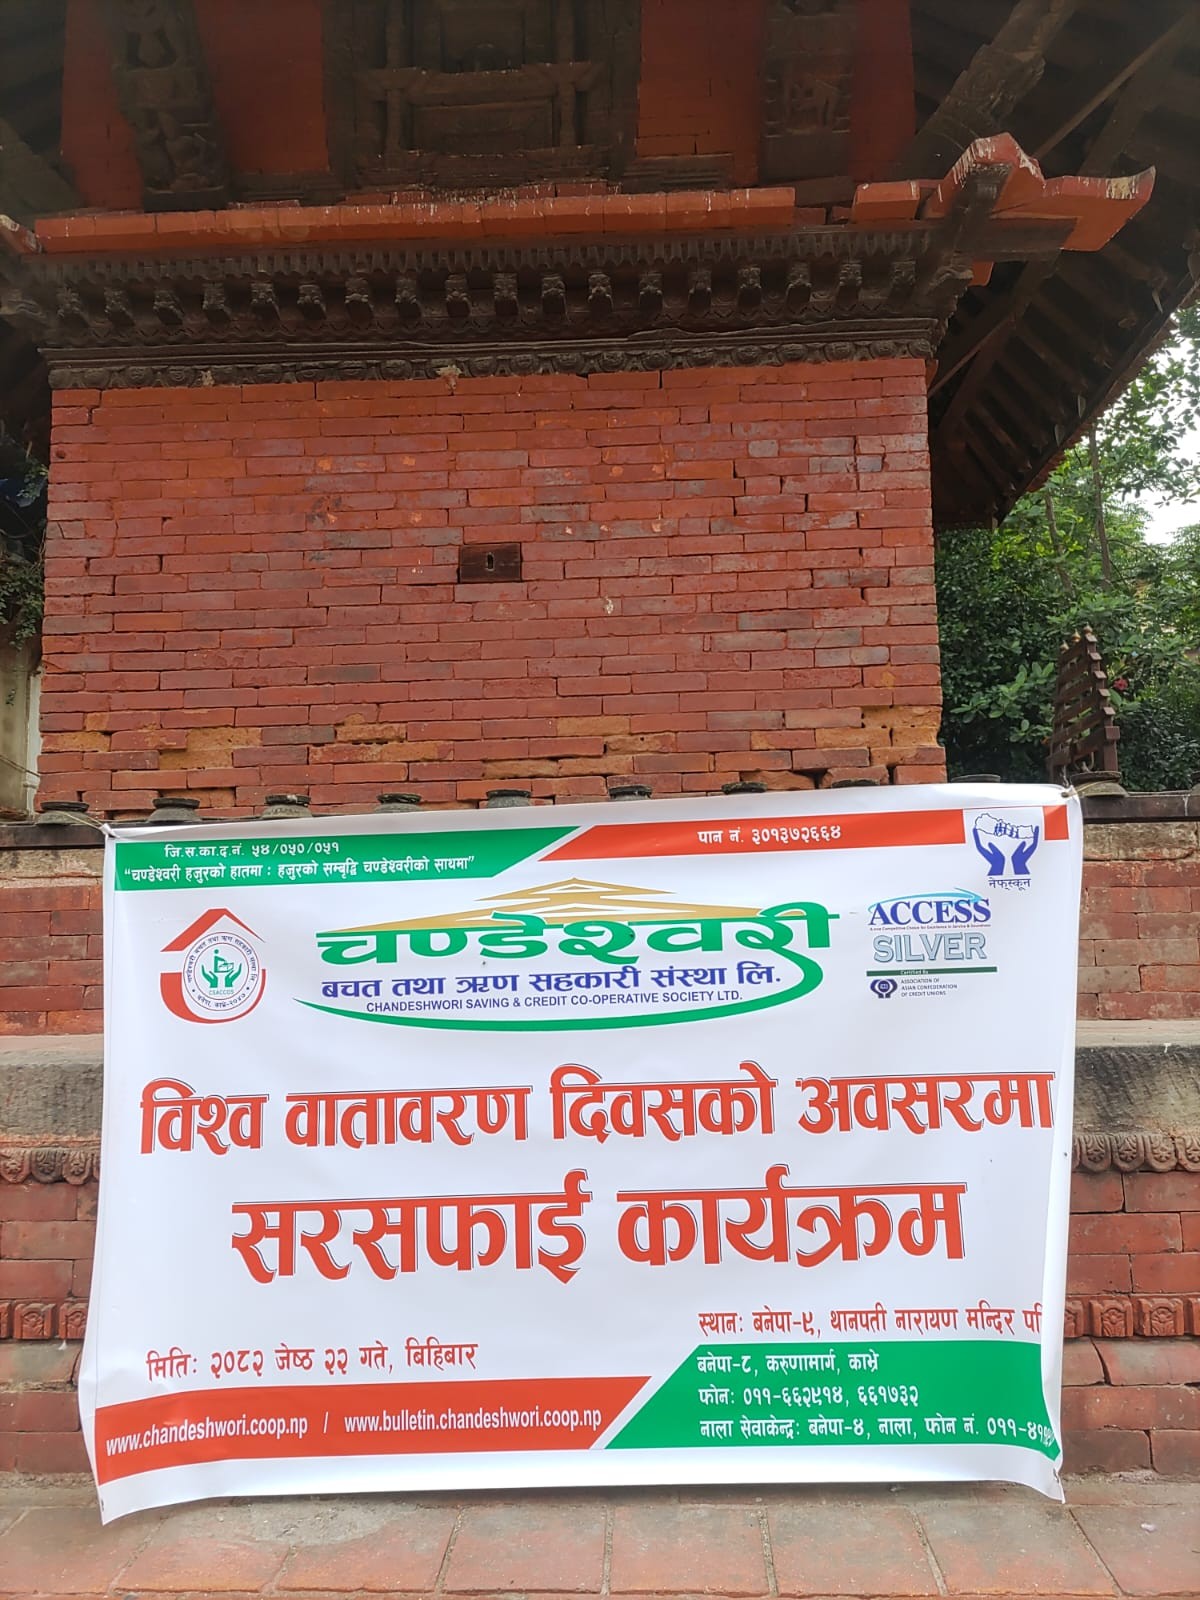 जि.स.का.द.नं. ५४/०५०/०५१
पान नं. ३०१३७२६६४
"चण्डेश्वरी हजुरको हातमा : हजुरको सम्बृद्धि चण्डेश्वरीको साथमा"
नेफ्स्कून
चण्डेश्वरी
बचत तथा ऋण सहकारी संस्था लि.
CHANDESHWORI SAVING & CREDIT CO-OPERATIVE SOCIETY LTD.
CSACCOS
ACCESS
SILVER
Certified By
ASSOCIATION OF
ASIAN CONFEDERATION
OF CREDIT UNIONS
विश्व वातावरण दिवसको अवसरमा
सरसफाई कार्यक्रम
स्थानः बनेपा-९, थानपती नारायण मन्दिर
मितिः २०८२ जेष्ठ २२ गते, बिहिबार
बनेपा-८, करुणामार्ग, काभ्रे
फोनः ०११-६६२९१४, ६६१७३२
नाला सेवाकेन्द्रः बनेपा-४, नाला, फोन नं.
www.chandeshwori.coop.np / www.bulletin.chandeshwori.coop.np